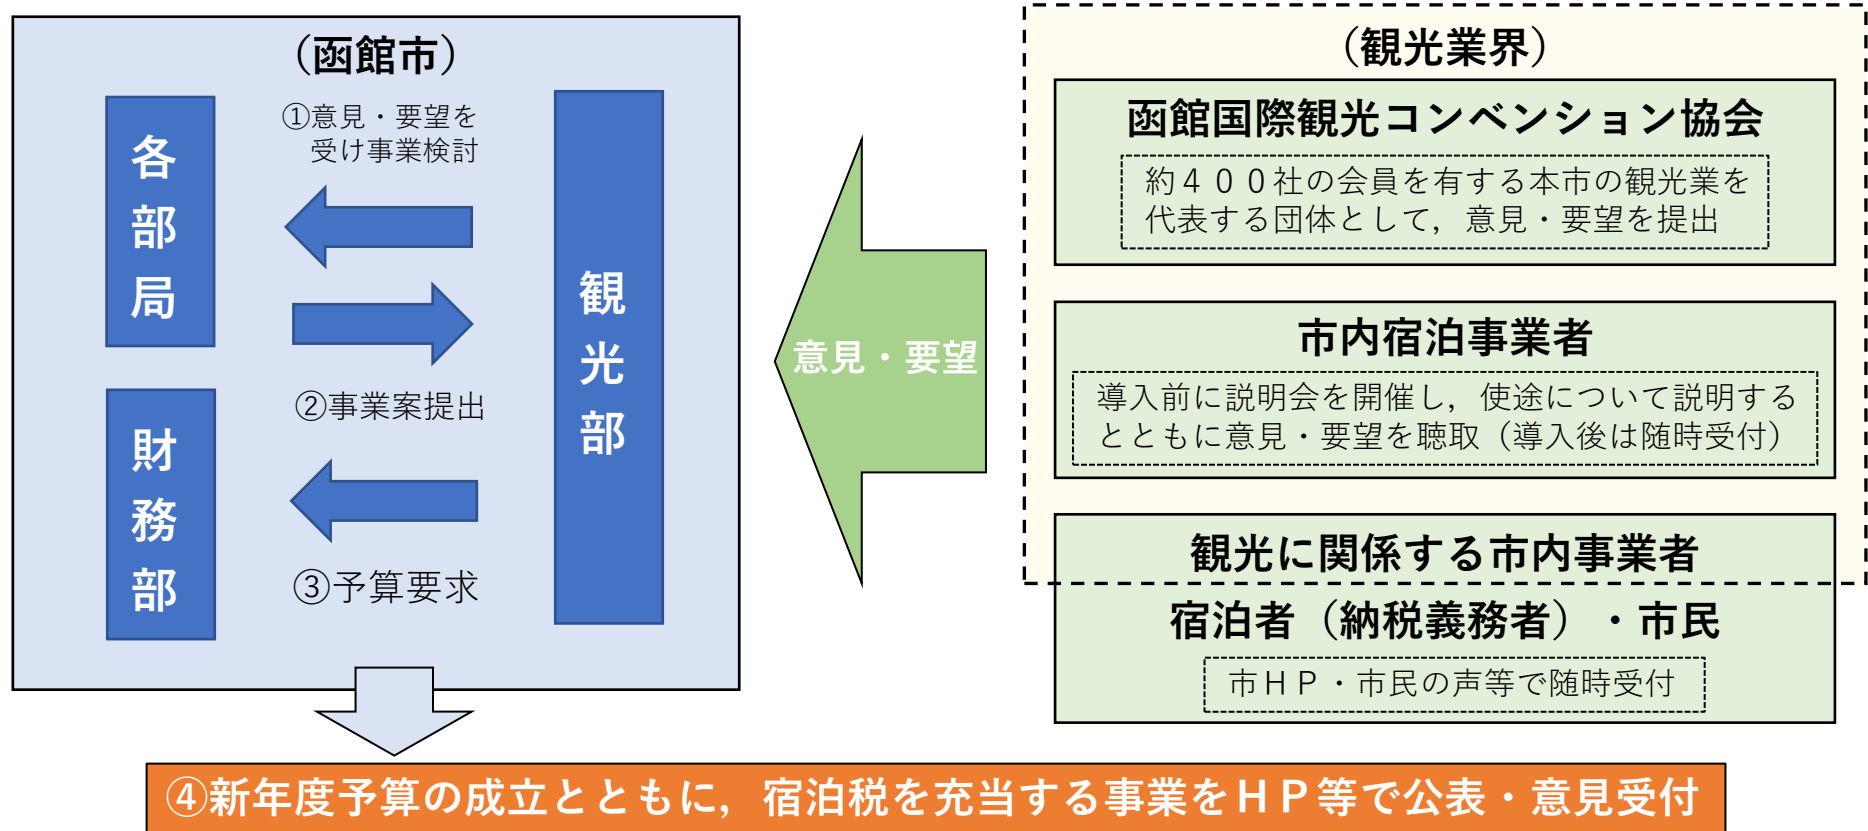 （函館市）
各部局
財務部
①意見・要望を
受け事業検討
②事業案提出
③予算要求
観光部
意見・要望
（観光業界）
函館国際観光コンベンション協会
約４００社の会員を有する本市の観光業を
代表する団体として，意見・要望を提出
市内宿泊事業者
導入前に説明会を開催し，使途について説明する
とともに意見・要望を聴取（導入後は随時受付）
観光に関係する市内事業者
宿泊者（納税義務者）・市民
市ＨＰ・市民の声等で随時受付
④新年度予算の成立とともに，宿泊税を充当する事業をＨＰ等で公表・意見受付